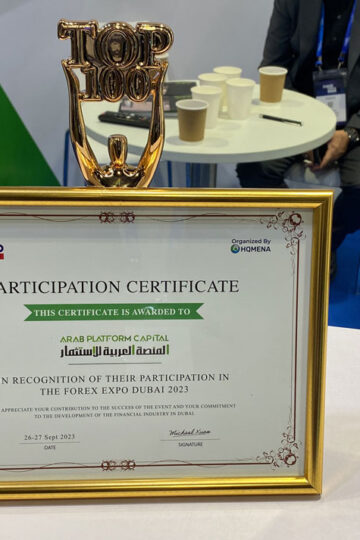 TOP
100
Organized By
HQMENA
PARTICIPATION CERTIFICATE
THIS CERTIFICATE IS AWARDED TO
ARAB PLATFORM CAPITAL
المنصة العربية للاستثمار
IN RECOGNITION OF THEIR PARTICIPATION IN
THE FOREX EXPO DUBAI 2023
APPRECIATE YOUR CONTRIBUTION TO THE SUCCESS OF THE EVENT AND YOUR COMMITMENT
TO THE DEVELOPMENT OF THE FINANCIAL INDUSTRY IN DUBAI.
26-27 Sept 2023
DATE
SIGNATURE